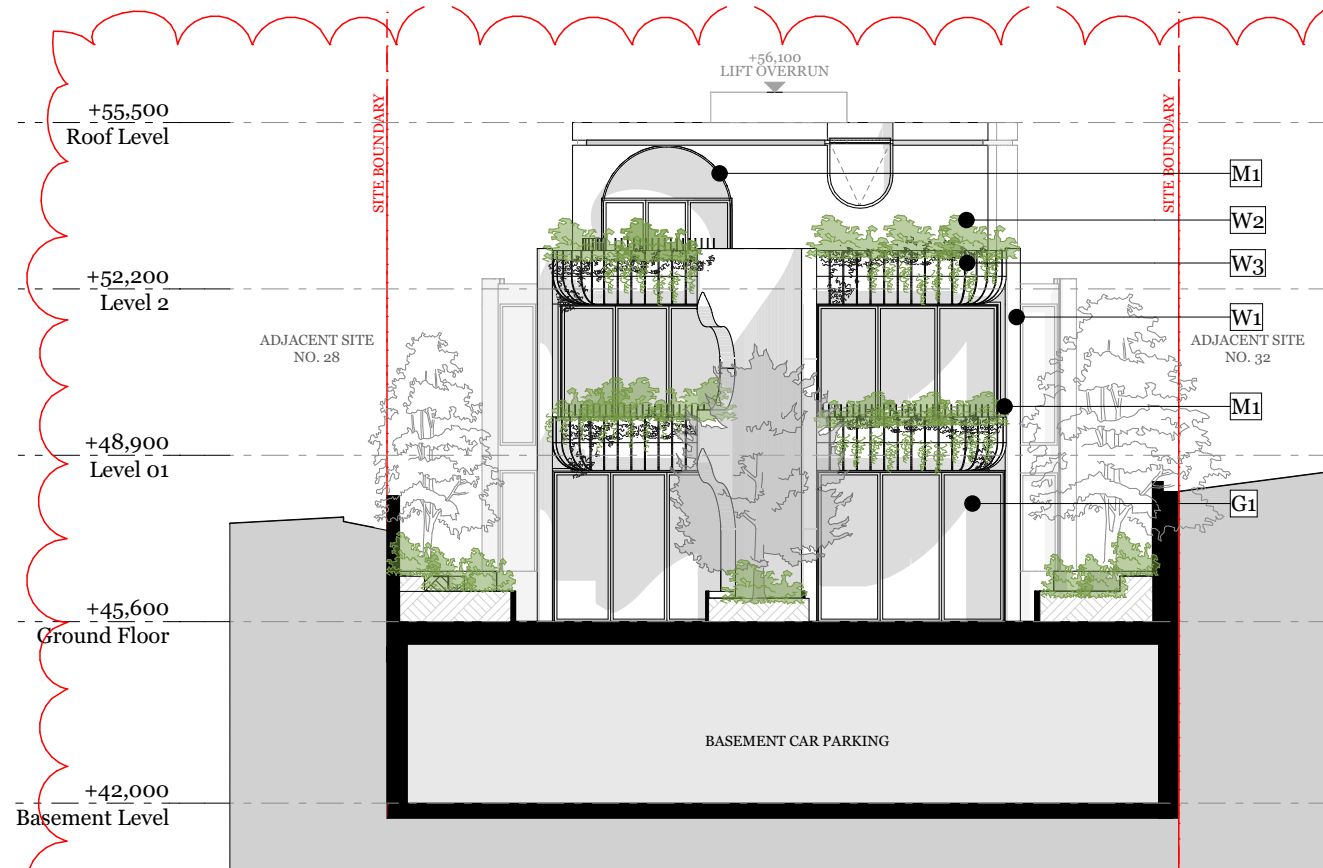 +56,100
LIFT OVERRUN
+55,500
Roof Level
SITE BOUNDARY
SITE BOUNDARY
M1
W2
W3
+52,200
Level 2
W1
ADJACENT SITE
NO. 28
ADJACENT SITE
NO. 32
M1
+48,900
Level 01
G1
+45,600
Ground Floor
BASEMENT CAR PARKING
+42,000
Basement Level